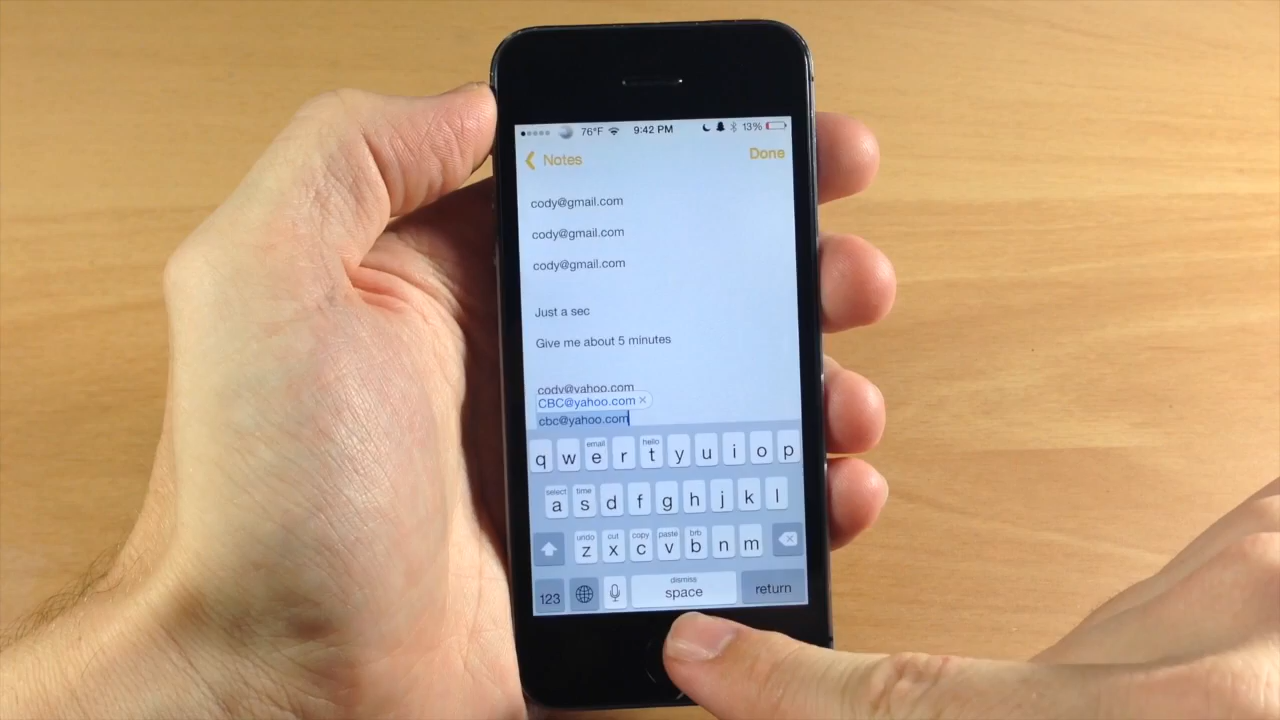 76°F 9:42 PM 13%
Notes Done
cody@gmail.com
cody@gmail.com
cody@gmail.com
Just a sec
Give me about 5 minutes
cody@yahoo.com
CBC@yahoo.com ×
cbc@yahoo.com
email hello
q w e r t y u i o p
select time
a s d f g h j k l
undo cut copy paste brb
z x c v b n m
dismiss
123 space return